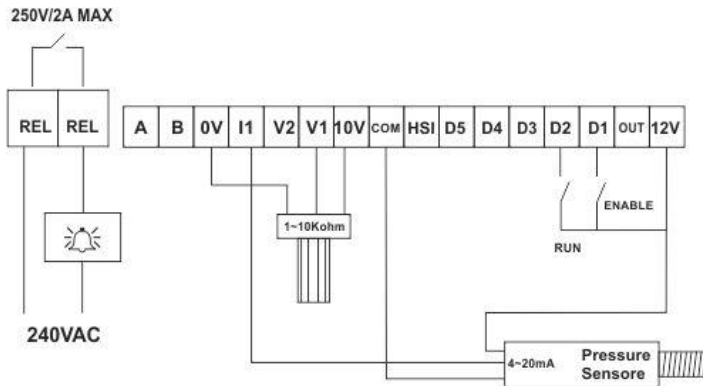 250V/2A MAX
REL REL A B 0V I1 V2 V1 10V COM HSI D5 D4 D3 D2 D1 OUT 12V
ENABLE
1~10Kohm
RUN
240VAC
4~20mA Pressure
Sensore